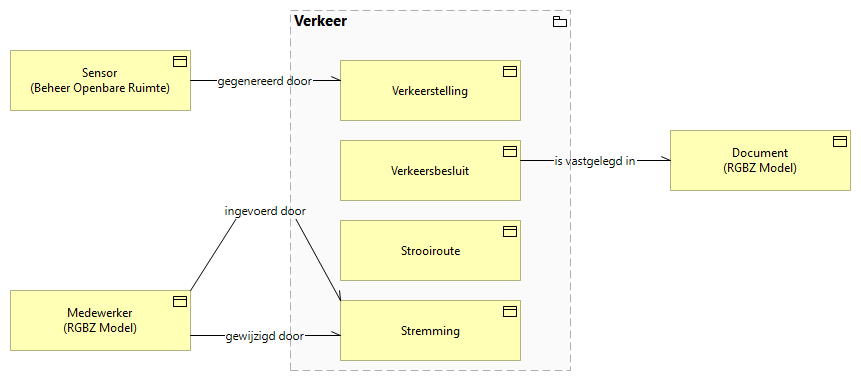 Verkeer
Sensor
(Beheer Openbare Ruimte)
gegenereerd door
Verkeerstelling
Verkeersbesluit
is vastgelegd in
Document
(RGBZ Model)
ingevoerd door
Strooiroute
Medewerker
(RGBZ Model)
gewijzigd door
Stremming